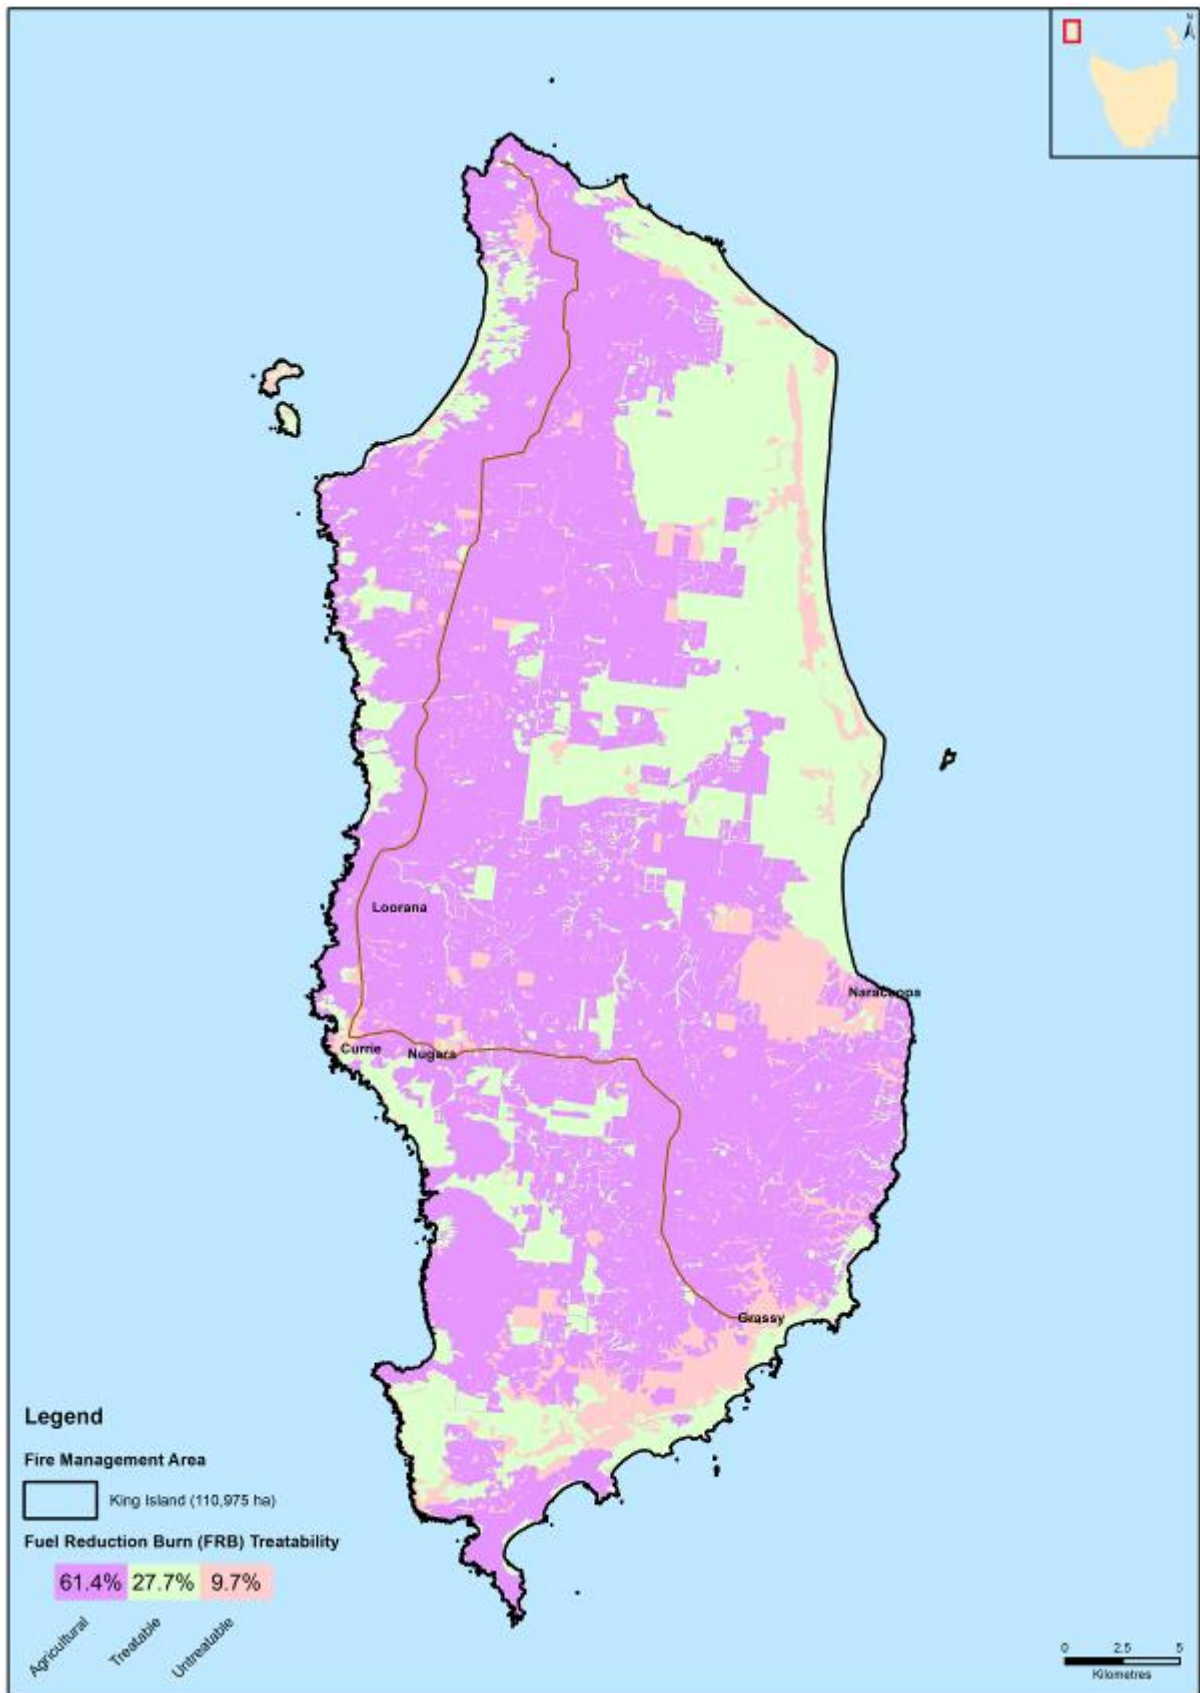 N
Loorana
Naracoopa
Currie
Nugara
Grassy
Legend
Fire Management Area
King Island (110,975 ha)
Fuel Reduction Burn (FRB) Treatability
61.4% 27.7% 9.7%
Agricultural
Treatable
Untreatable
0 2.5 5
Kilometres